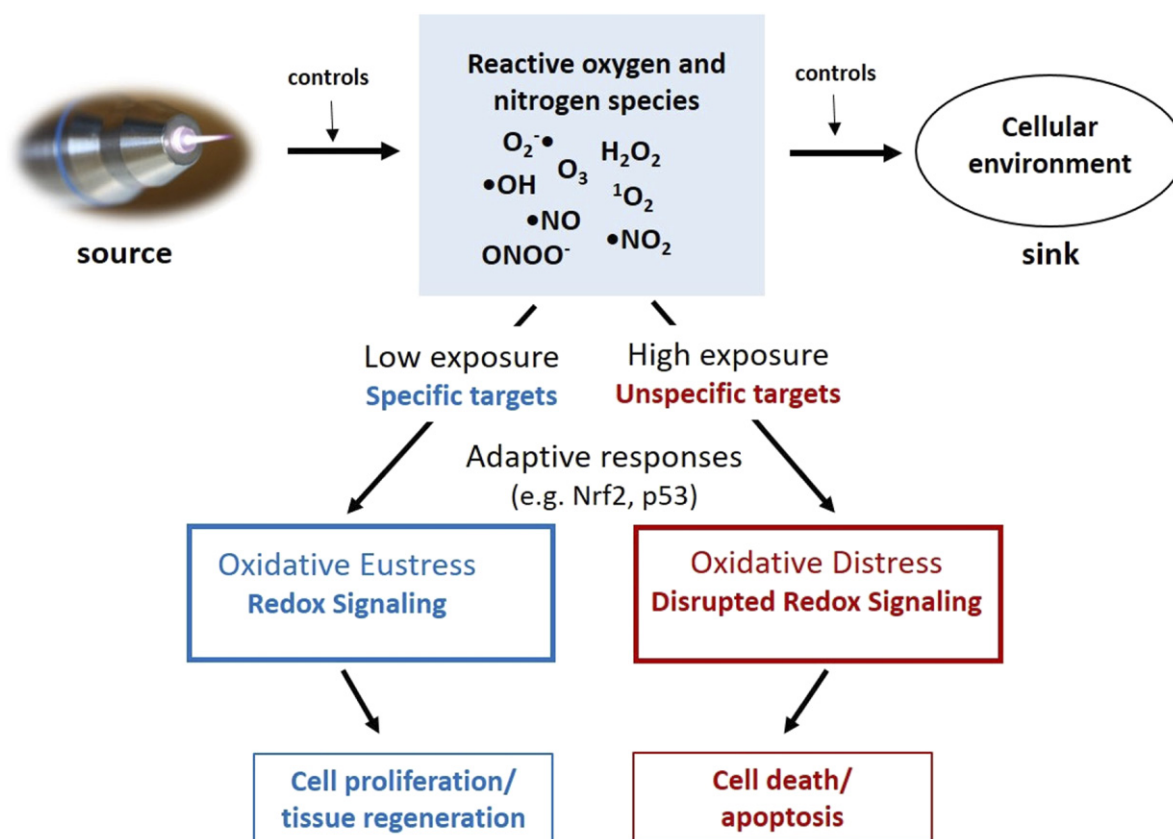 controls
controls
Reactive oxygen and
nitrogen species
O₂⁻•
H₂O₂
O₃
•OH
¹O₂
•NO
•NO₂
ONOO⁻
Cellular
environment
source
sink
Low exposure
Specific targets
High exposure
Unspecific targets
Adaptive responses
(e.g. Nrf2, p53)
Oxidative Eustress
Redox Signaling
Oxidative Distress
Disrupted Redox Signaling
Cell proliferation/
tissue regeneration
Cell death/
apoptosis